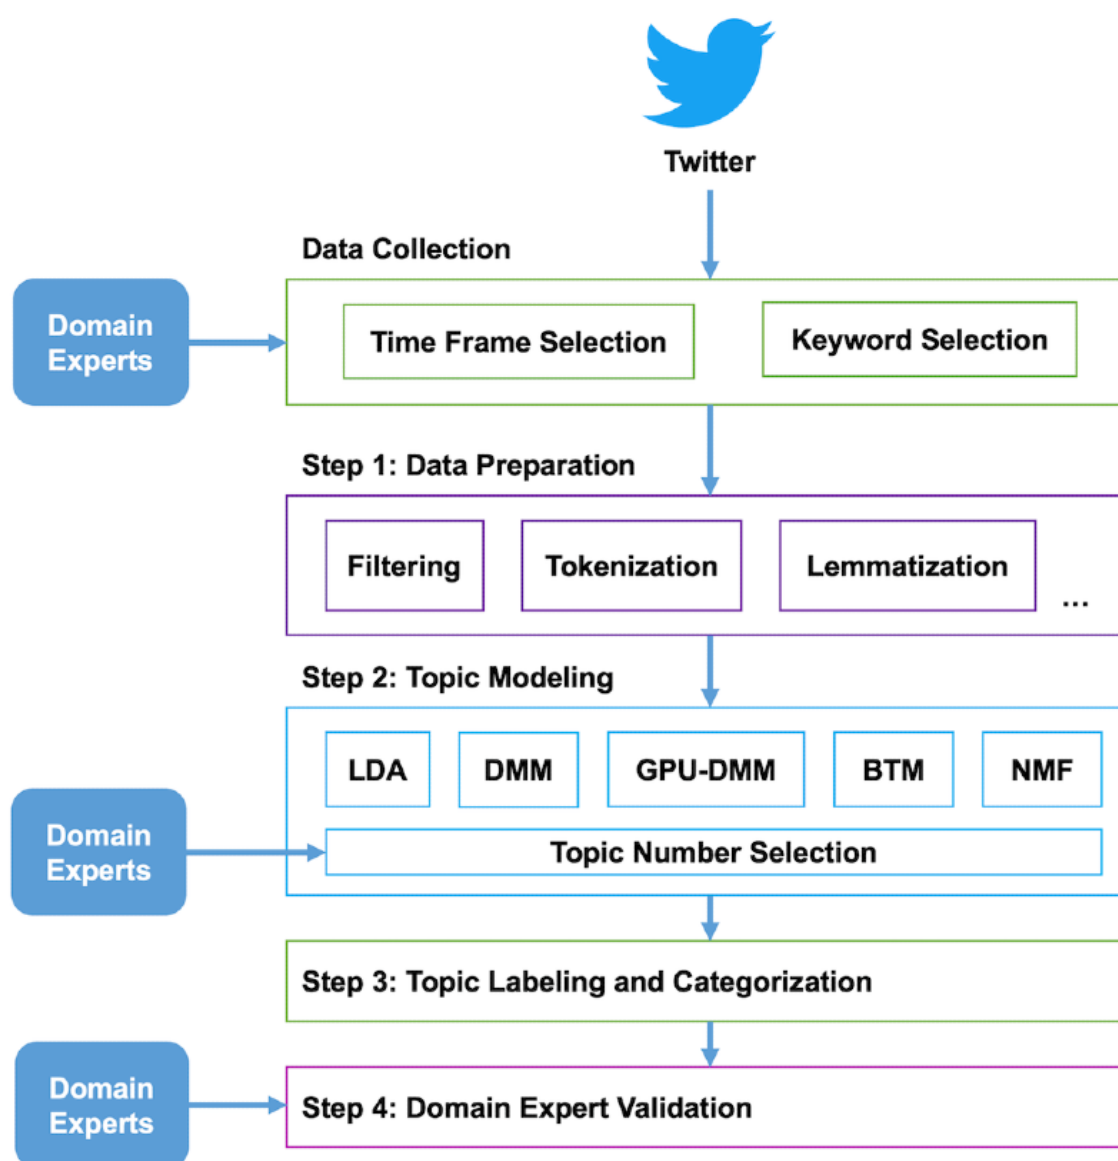 Twitter
Data Collection
Domain
Experts
Time Frame Selection
Keyword Selection
Step 1: Data Preparation
Filtering
Tokenization
Lemmatization
...
Step 2: Topic Modeling
LDA
DMM
GPU-DMM
BTM
NMF
Domain
Experts
Topic Number Selection
Step 3: Topic Labeling and Categorization
Domain
Experts
Step 4: Domain Expert Validation